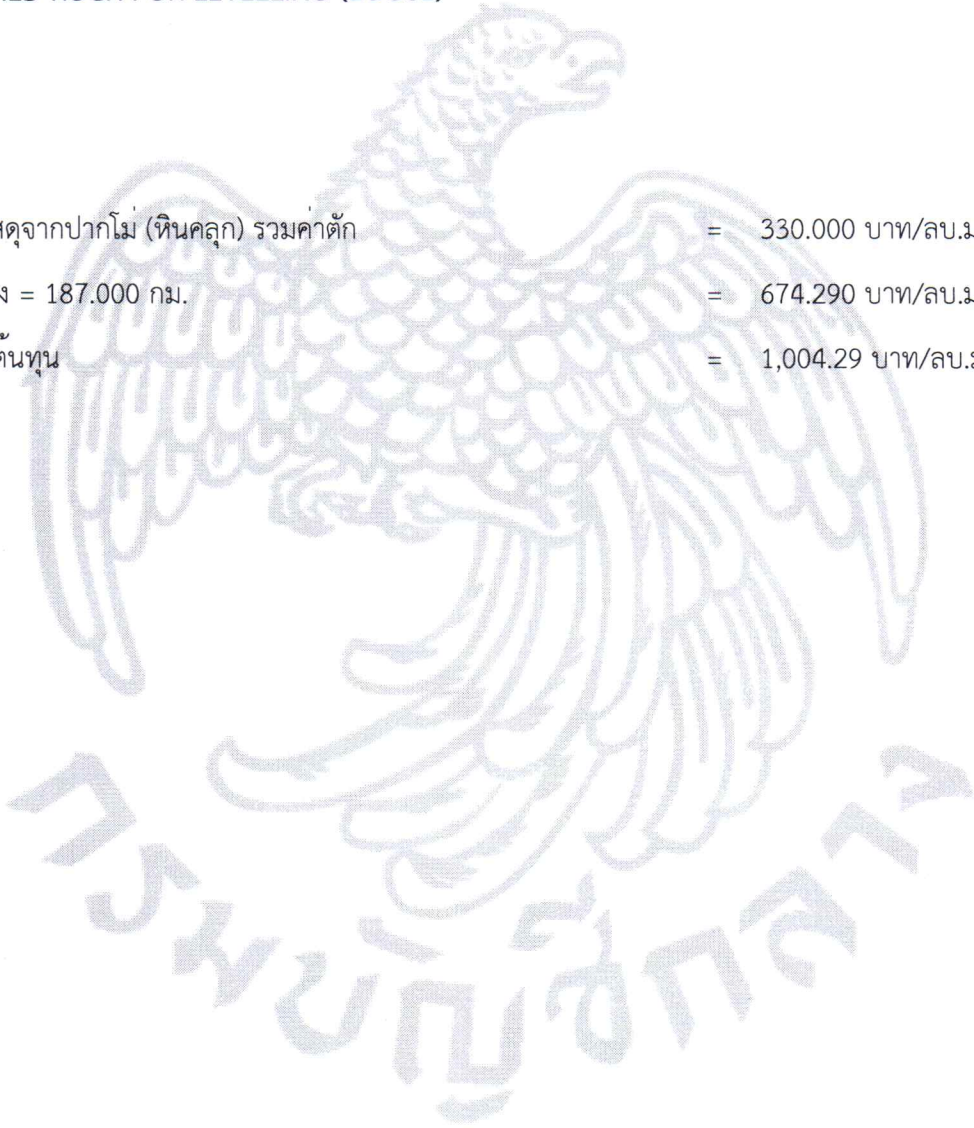 สดุจากปากโม่ (หินคลุก) รวมค่าตัก = 330.000 บาท/ลบ.ม
ง = 187.000 กม. = 674.290 บาท/ลบ.ม
ต้นทุน = 1,004.29 บาท/ลบ.ม
กรมบัญชีกลาง